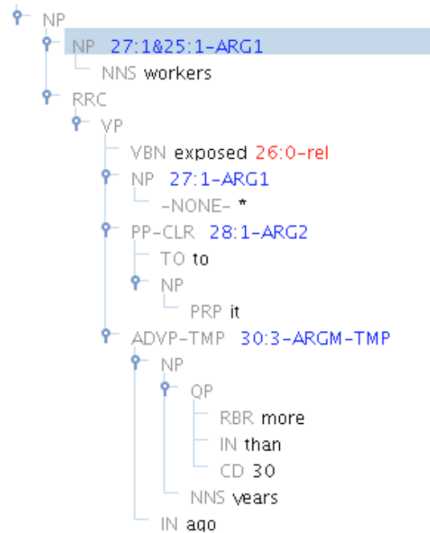 NP
NP 27:1&25:1-ARG1
NNS workers
RRC
VP
VBN exposed 26:0-rel
NP 27:1-ARG1
-NONE- *
PP-CLR 28:1-ARG2
TO to
NP
PRP it
ADVP-TMP 30:3-ARGM-TMP
NP
QP
RBR more
IN than
CD 30
NNS years
IN ago